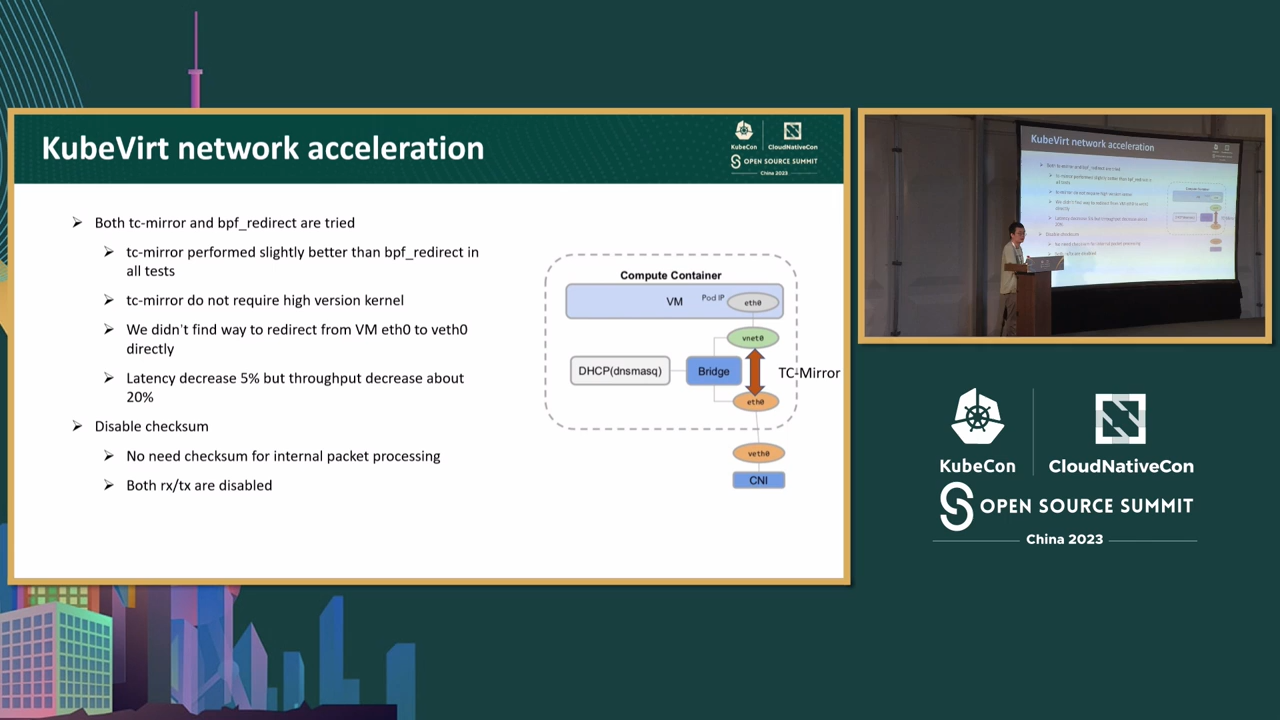 KubeVirt network acceleration
KubeCon
CloudNativeCon
OPEN SOURCE SUMMIT
China 2023
Both tc-mirror and bpf_redirect are tried
tc-mirror performed slightly better than bpf_redirect in
all tests
tc-mirror do not require high version kernel
We didn't find way to redirect from VM eth0 to veth0
directly
Latency decrease 5% but throughput decrease about
20%
Disable checksum
No need checksum for internal packet processing
Both rx/tx are disabled
Compute Container
VM
Pod IP
eth0
vnet0
DHCP(dnsmasq)
Bridge
TC-Mirror
eth0
veth0
CNI
KubeVirt network acceleration
KubeCon
CloudNativeCon
OPEN SOURCE SUMMIT
China 2023